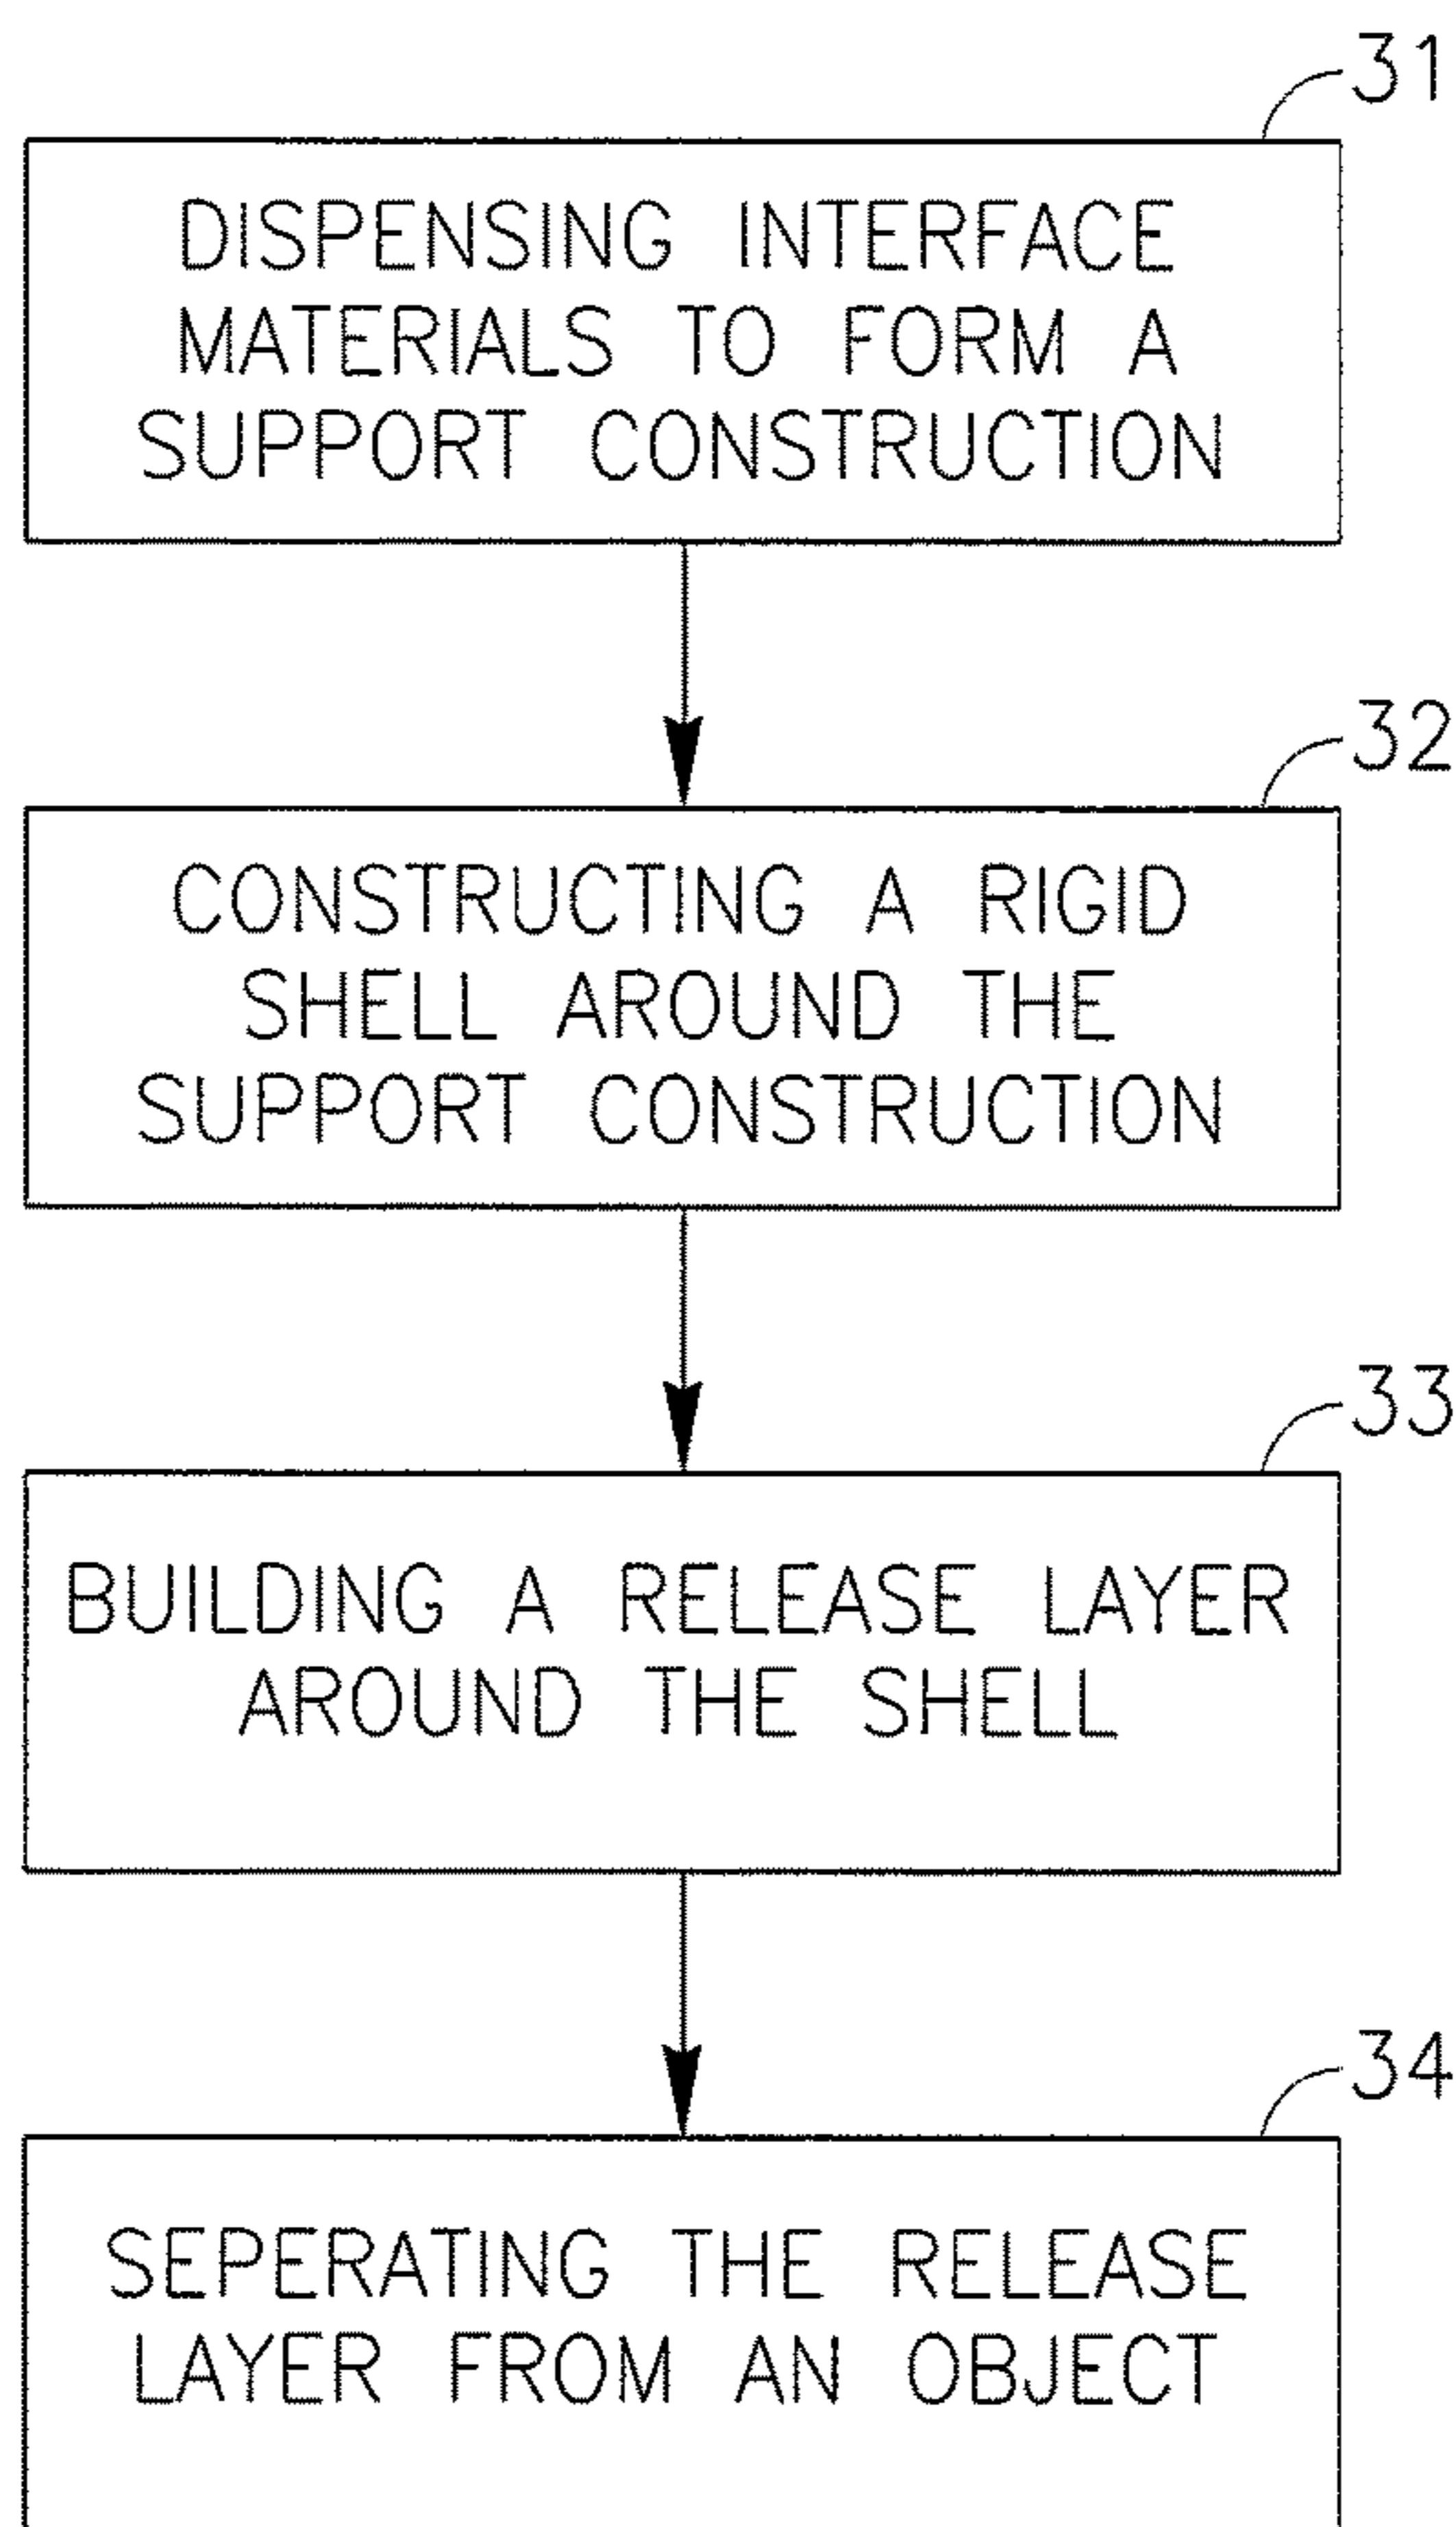 31
DISPENSING INTERFACE
MATERIALS TO FORM A
SUPPORT CONSTRUCTION
32
CONSTRUCTING A RIGID
SHELL AROUND THE
SUPPORT CONSTRUCTION
33
BUILDING A RELEASE LAYER
AROUND THE SHELL
34
SEPERATING THE RELEASE
LAYER FROM AN OBJECT